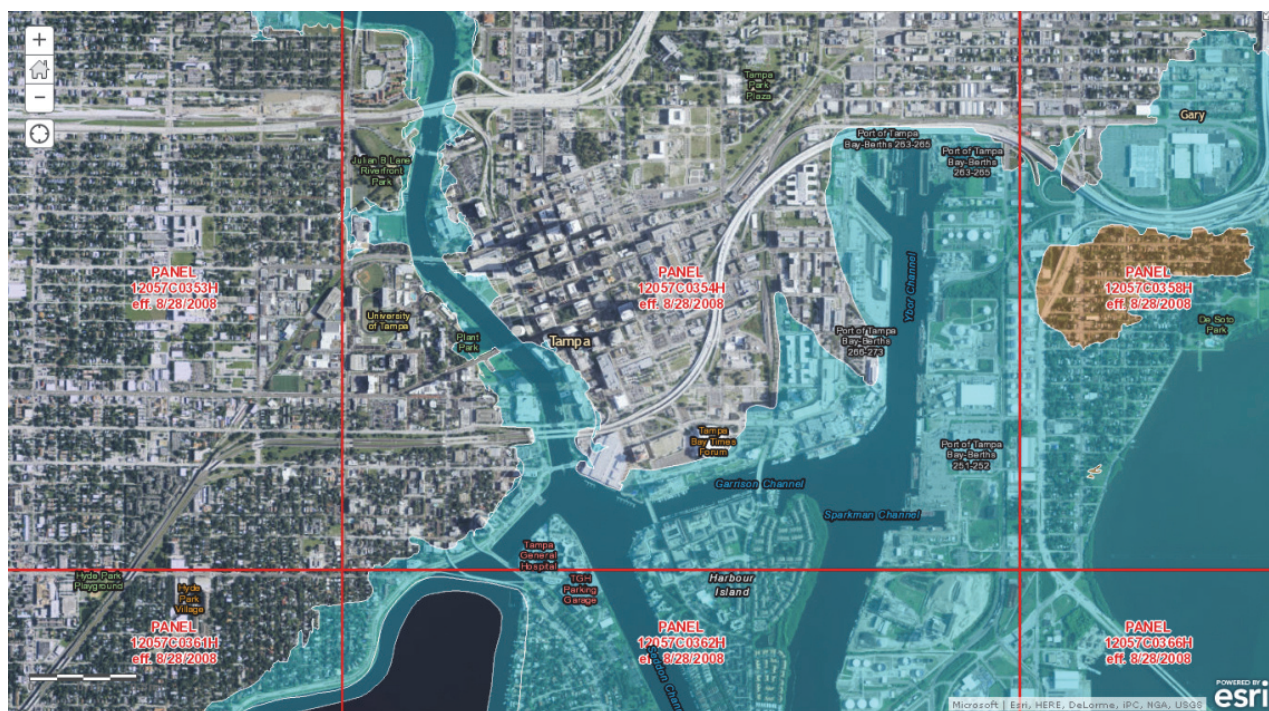 +
−
Tampa
Park
Plaza
Gary
Port of Tampa
Bay-Berths 263-265
Port of Tampa
Bay-Berths
263-265
Julian B Lane
Riverfront
Park
PANEL
12057C0353H
eff. 8/28/2008
PANEL
12057C0354H
eff. 8/28/2008
PANEL
12057C0358H
eff. 8/28/2008
Ybor Channel
University
of Tampa
Plant
Park
Tampa
Port of Tampa
Bay-Berths
266-273
De Soto
Park
Tampa
Bay Times
Forum
Port of Tampa
Bay-Berths
251-252
Garrison Channel
Sparkman Channel
Tampa
General
Hospital
TGH
Parking
Garage
Harbour
Island
Hyde Park
Playground
Hyde
Park
Village
PANEL
12057C0361H
eff. 8/28/2008
PANEL
12057C0362H
eff. 8/28/2008
PANEL
12057C0366H
eff. 8/28/2008
POWERED BY
esri
Microsoft | Esri, HERE, DeLorme, iPC, NGA, USGS